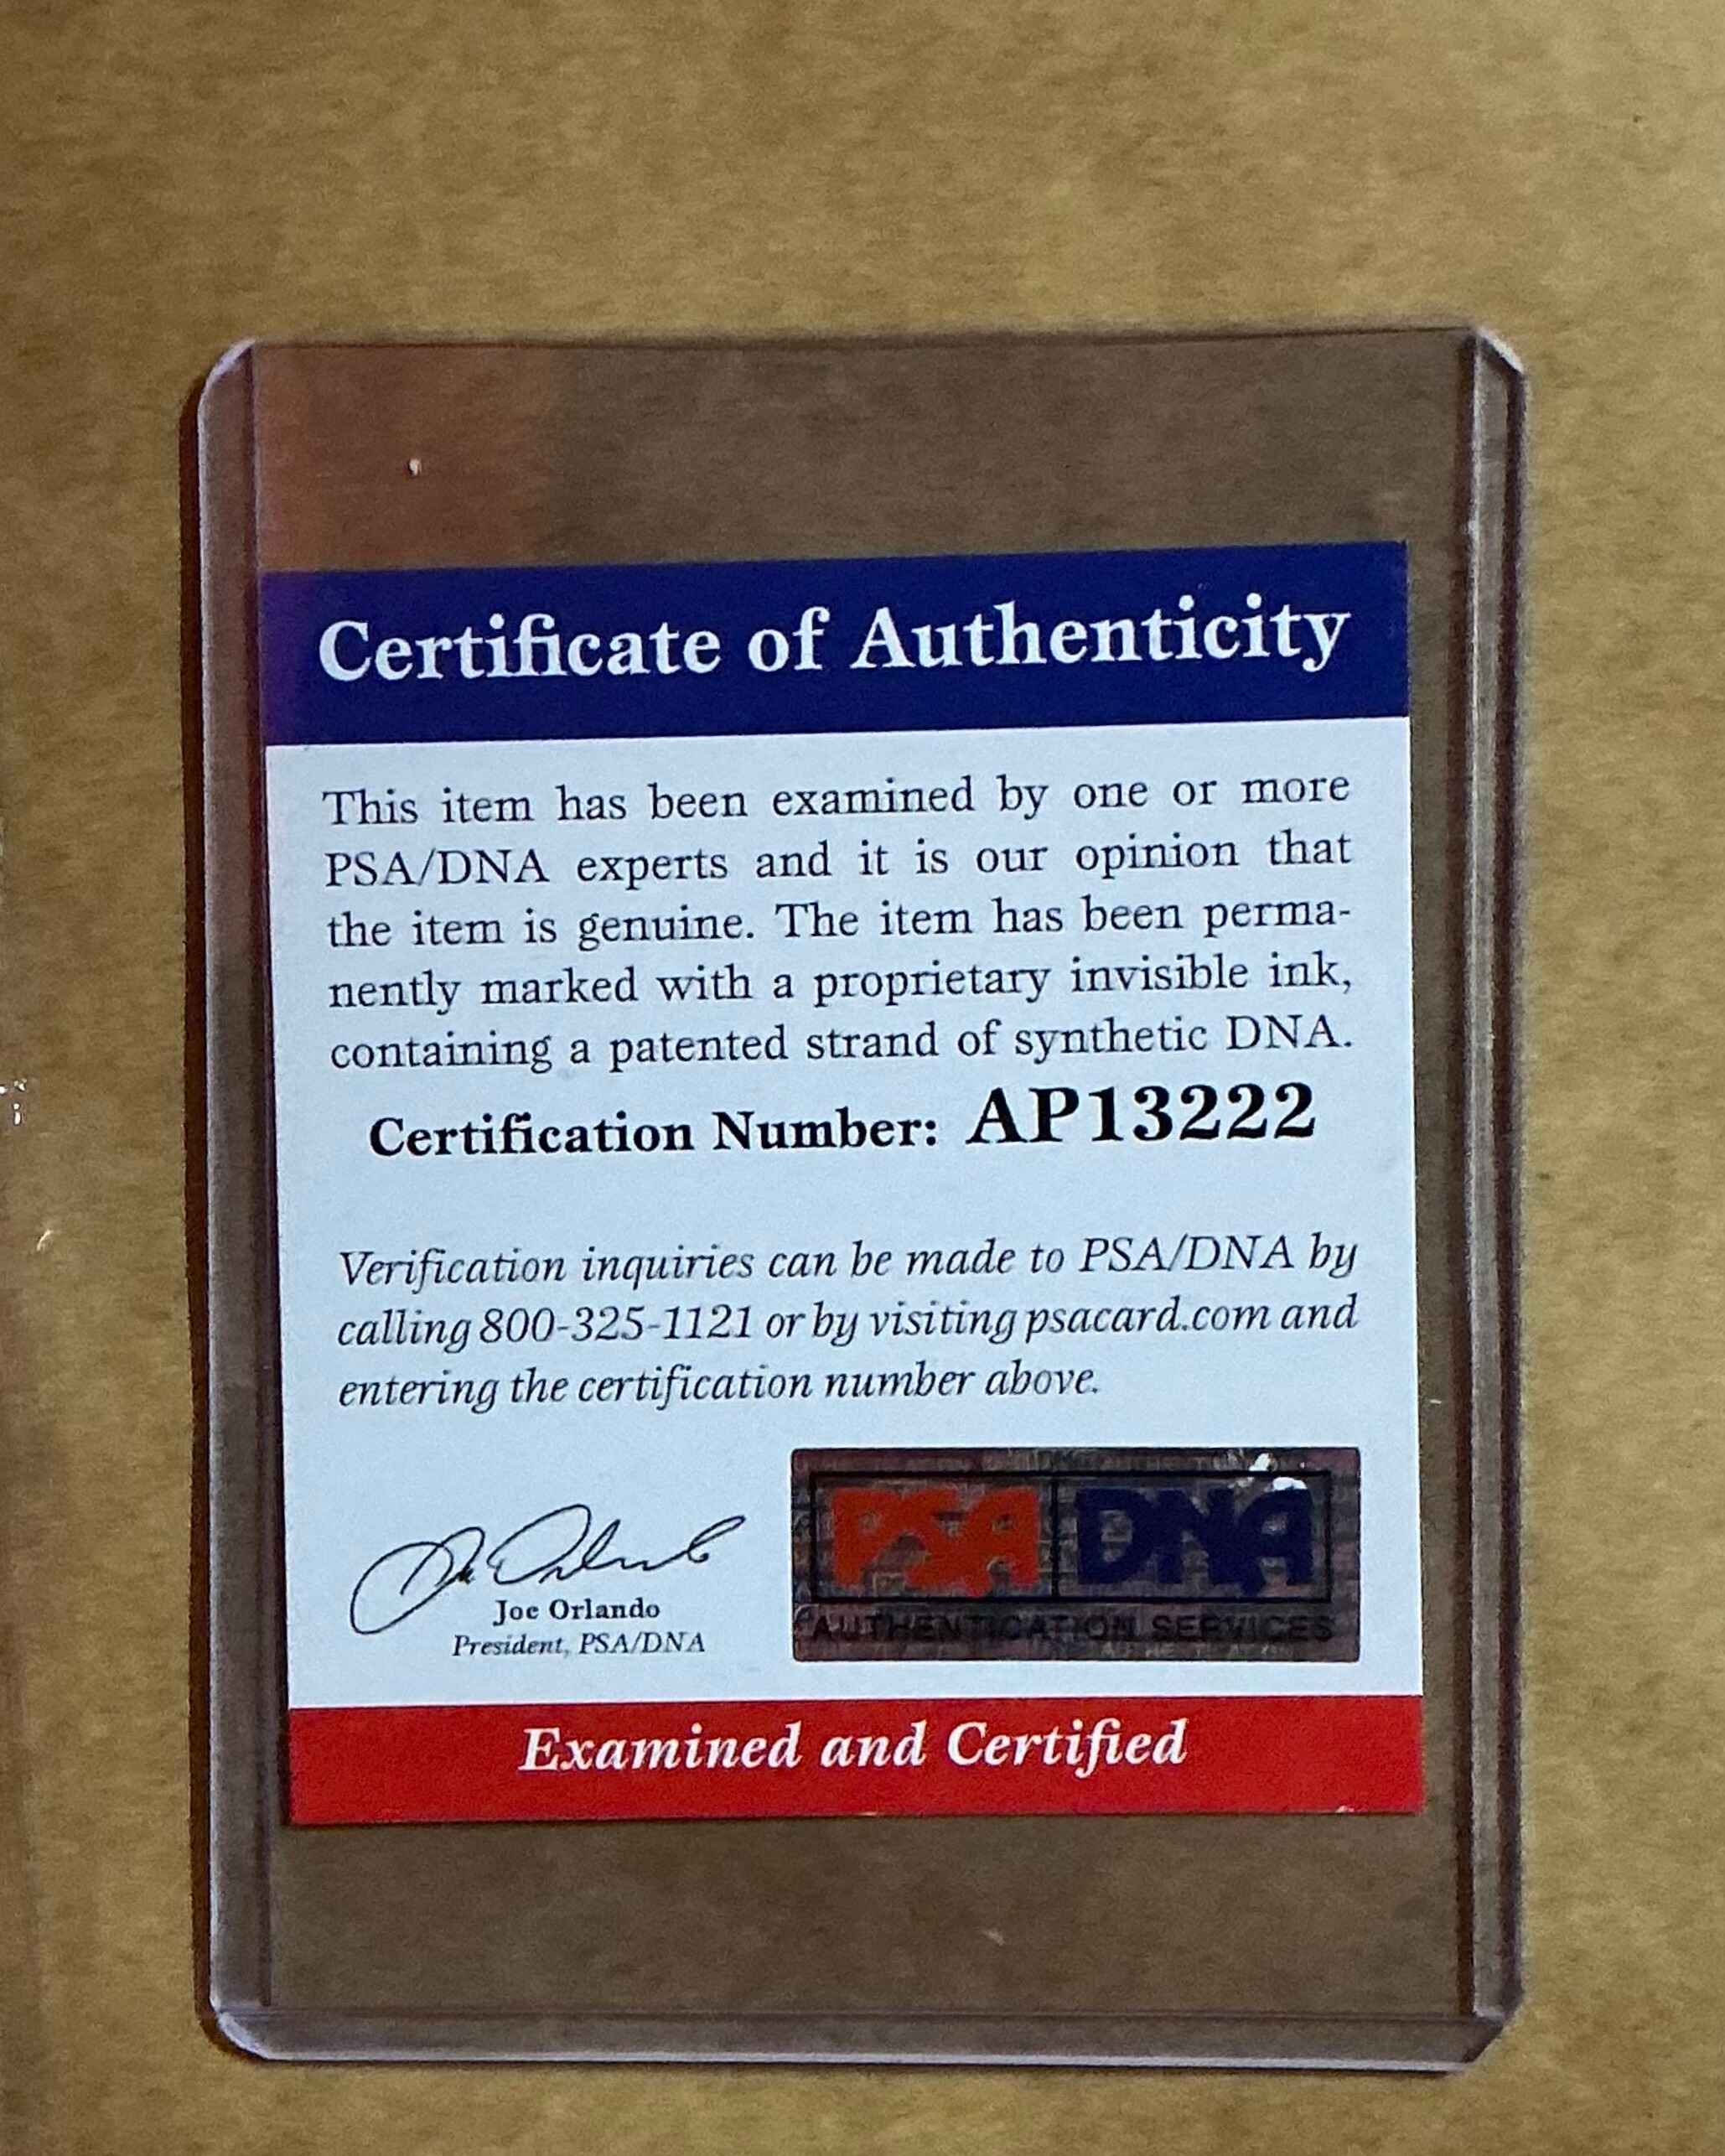 Certificate of Authenticity
This item has been examined by one or more
PSA/DNA experts and it is our opinion that
the item is genuine. The item has been perma-
nently marked with a proprietary invisible ink,
containing a patented strand of synthetic DNA.
Certification Number: AP13222
Verification inquiries can be made to PSA/DNA by
calling 800-325-1121 or by visiting psacard.com and
entering the certification number above.
Joe Orlando
President, PSA/DNA
PSA DNA
AUTHENTICATION SERVICES
Examined and Certified